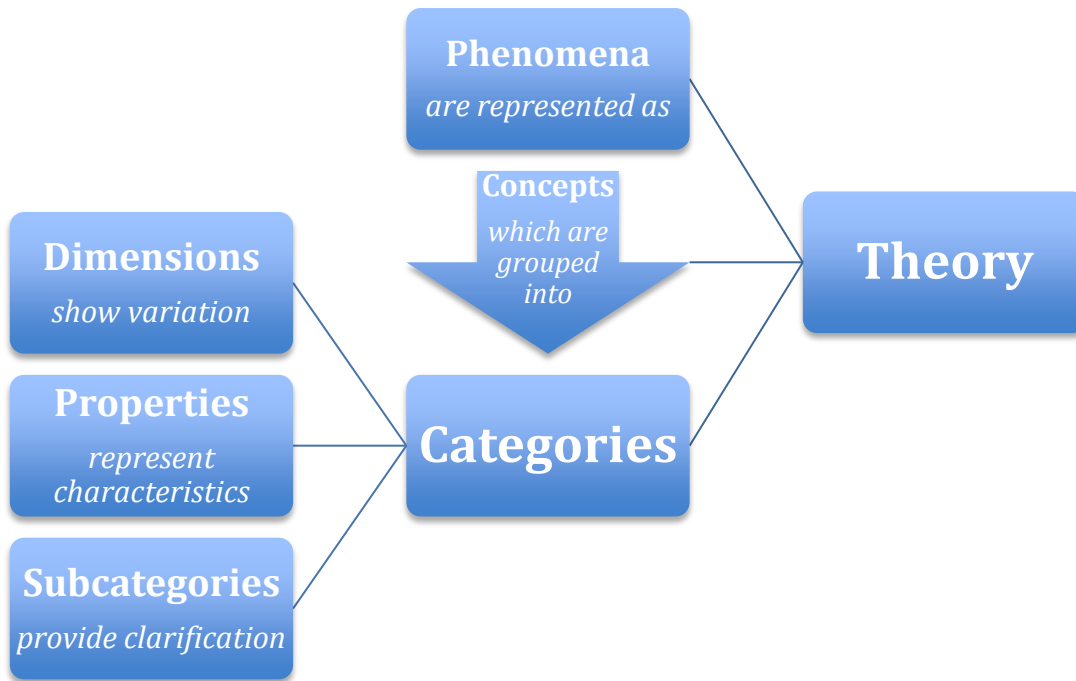 Phenomena
are represented as
Concepts
which are
grouped
into
Theory
Dimensions
show variation
Properties
represent
characteristics
Categories
Subcategories
provide clarification